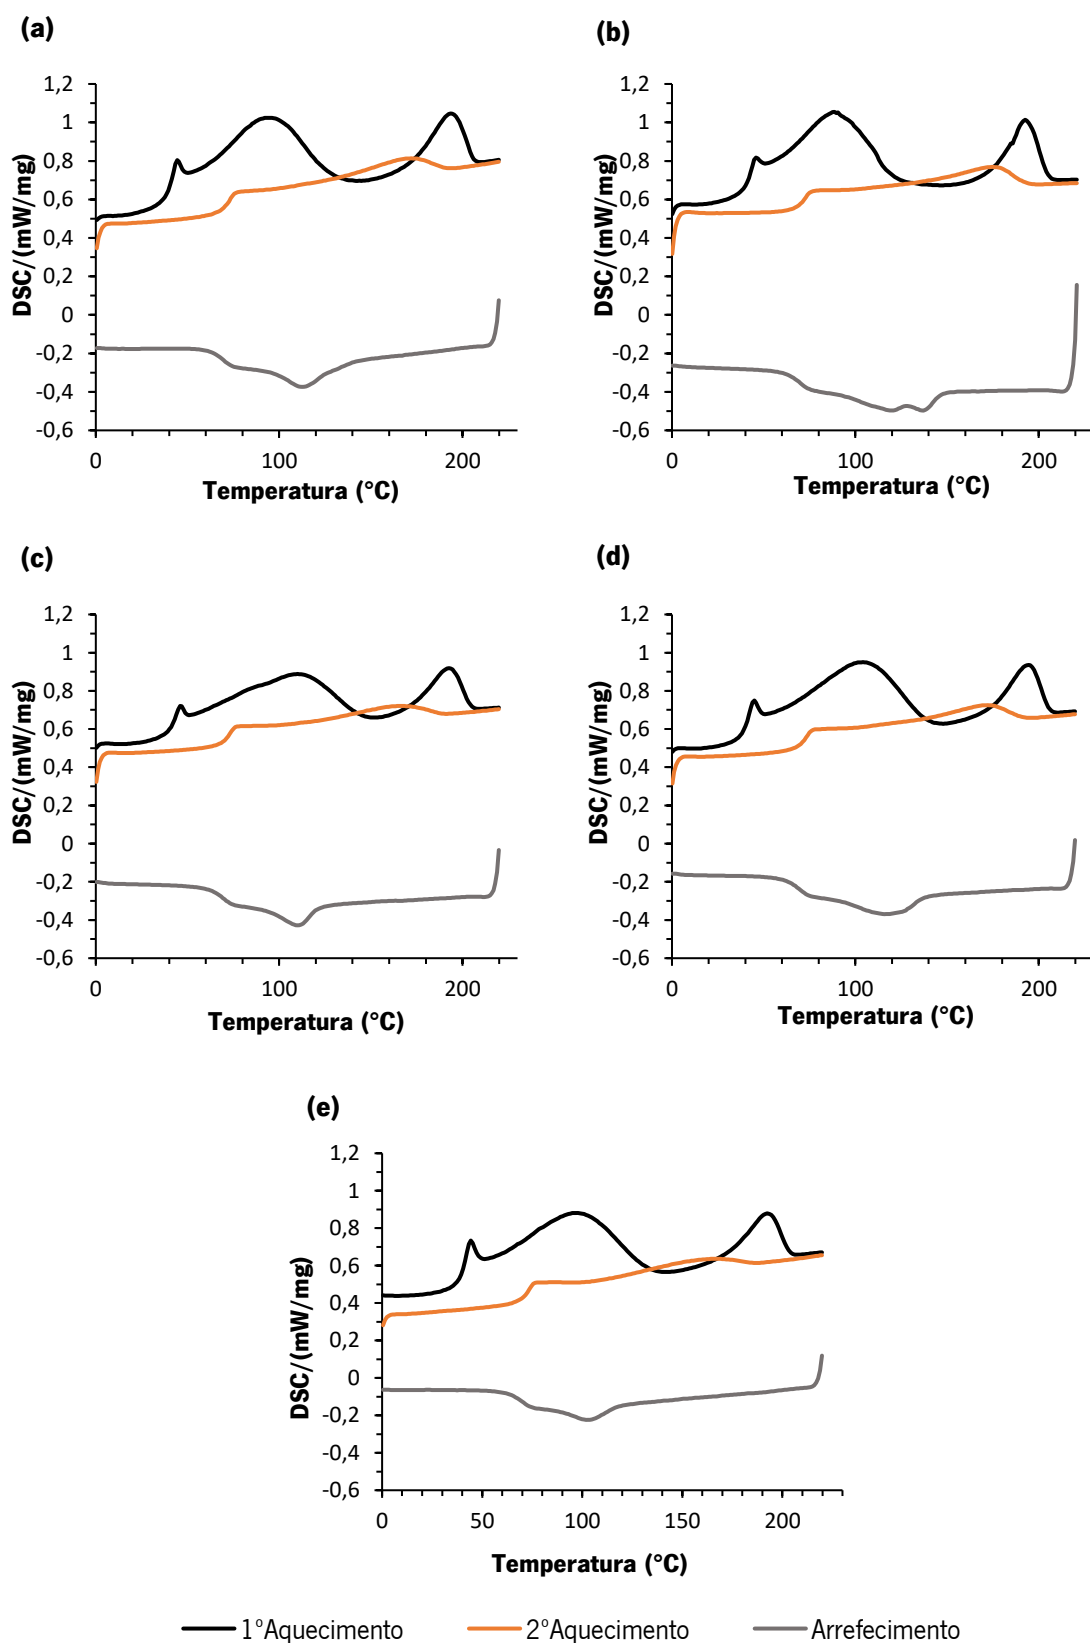 (a)
1,2
1
0,8
0,6
0,4
0,2
0
-0,2
-0,4
-0,6
DSC/(mW/mg)
0 100 200
Temperatura (°C)
(b)
1,2
1
0,8
0,6
0,4
0,2
0
-0,2
-0,4
-0,6
DSC/(mW/mg)
0 100 200
Temperatura (°C)
(c)
1,2
1
0,8
0,6
0,4
0,2
0
-0,2
-0,4
-0,6
DSC/(mW/mg)
0 100 200
Temperatura (°C)
(d)
1,2
1
0,8
0,6
0,4
0,2
0
-0,2
-0,4
-0,6
DSC/(mW/mg)
0 100 200
Temperatura (°C)
(e)
1,2
1
0,8
0,6
0,4
0,2
0
-0,2
-0,4
-0,6
DSC/(mW/mg)
0 50 100 150 200
Temperatura (°C)
1ºAquecimento 2ºAquecimento Arrefecimento